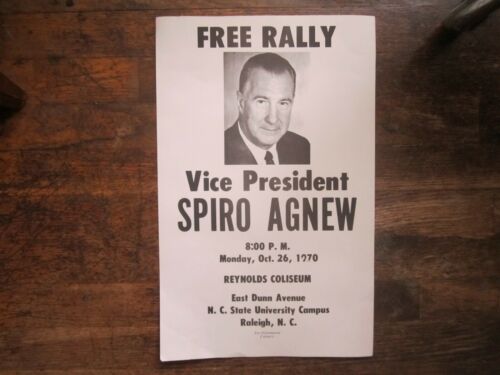 FREE RALLY
Vice President
SPIRO AGNEW
8:00 P. M.
Monday, Oct. 26, 1970
REYNOLDS COLISEUM
East Dunn Avenue
N. C. State University Campus
Raleigh, N. C.